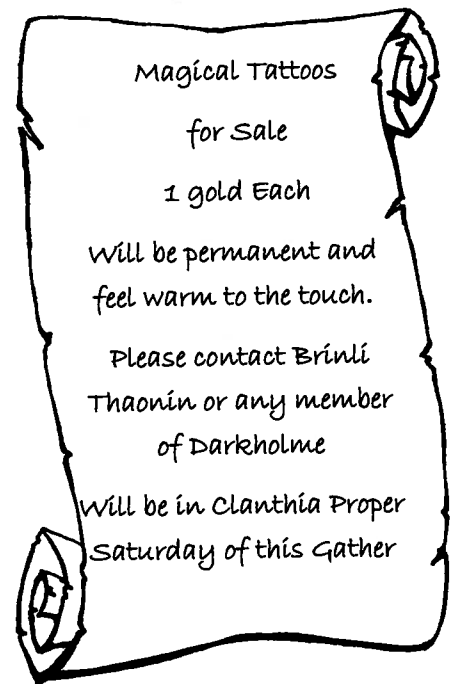 Magical Tattoos
for Sale
1 gold Each
Will be permanent and
feel warm to the touch.
Please contact Brinli
Thaonin or any member
of Darkholme
Will be in Clanthia Proper
Saturday of this Gather